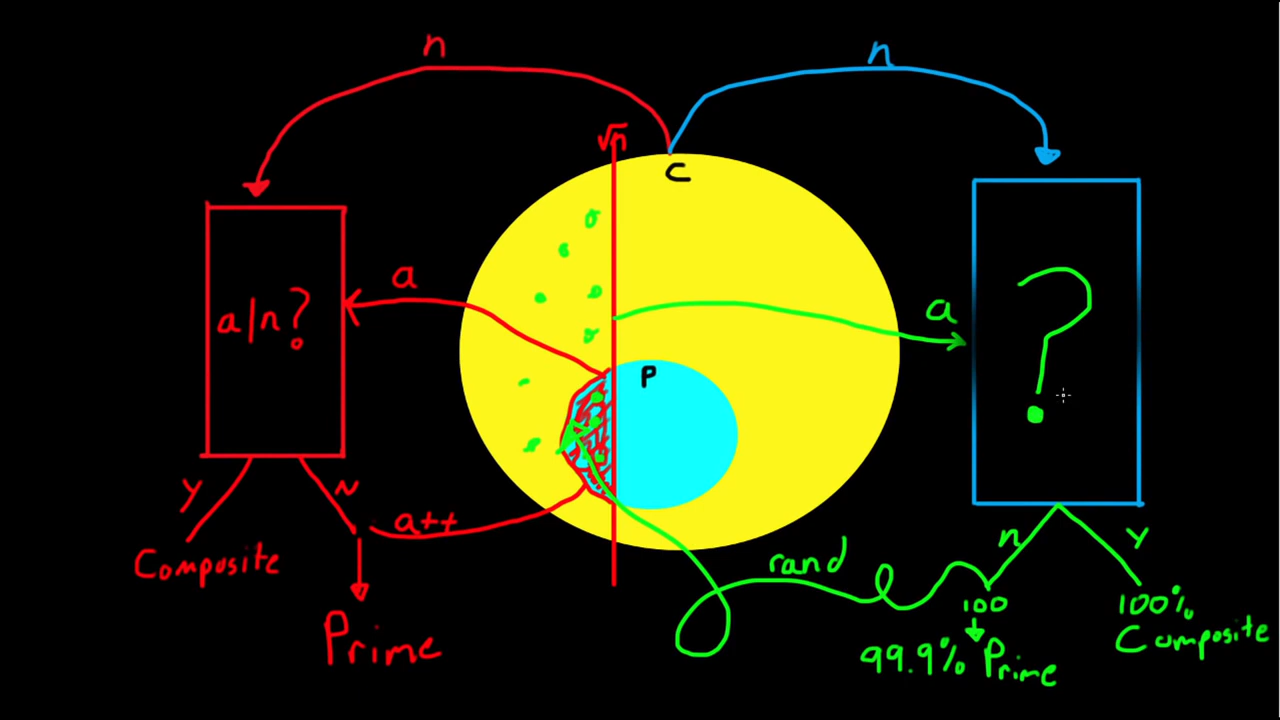 n
n
√n
C
a|n?
a
a
P
Y
N
a++
Composite
Prime
?
rand
n
Y
100
100%
Composite
99.9% Prime